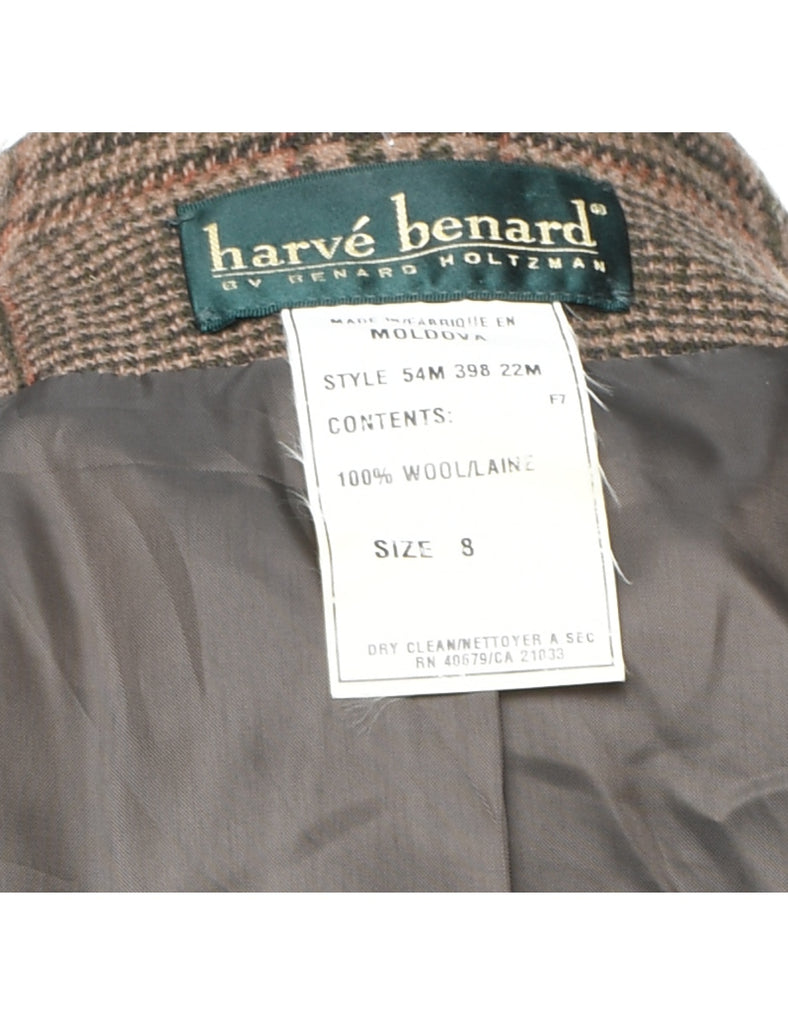 harvé benard®
BY BENARD HOLTZMAN
MADE IN/FABRIQUE EN
MOLDOVA
STYLE 54M 398 22M
F7
CONTENTS:
100% WOOL/LAINE
SIZE 8
DRY CLEAN/NETTOYER A SEC
RN 40679/CA 21033